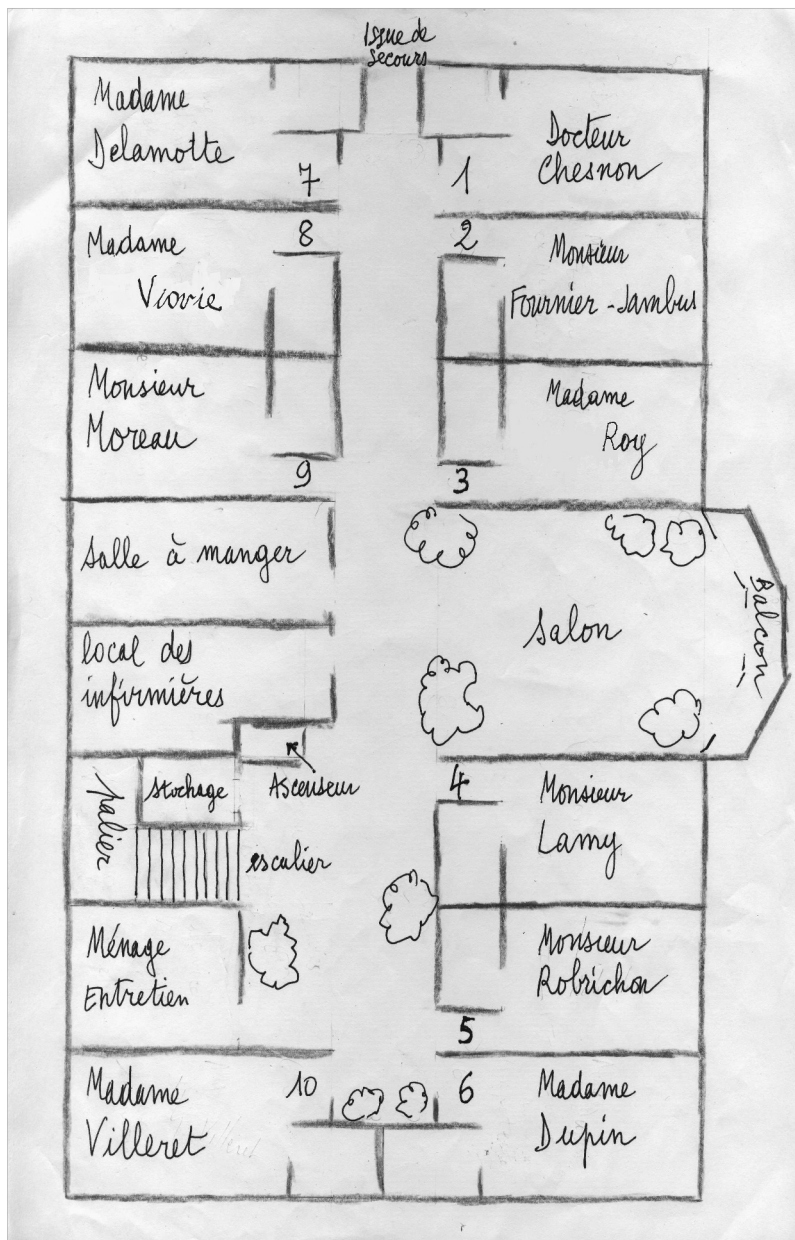 Issue de
Secours
Madame
Delamotte
7
1
Docteur
Chesnon
Madame
Viovie
8
2
Monsieur
Fournier-Jambus
Monsieur
Moreau
9
3
Madame
Roy
Salle à manger
Salon
Balcon
local des
infirmières
Ascenseur
palier
Stochage
escalier
4
Monsieur
Lamy
Ménage
Entretien
Monsieur
Robrichon
5
Madame
Villeret
10
6
Madame
Dupin